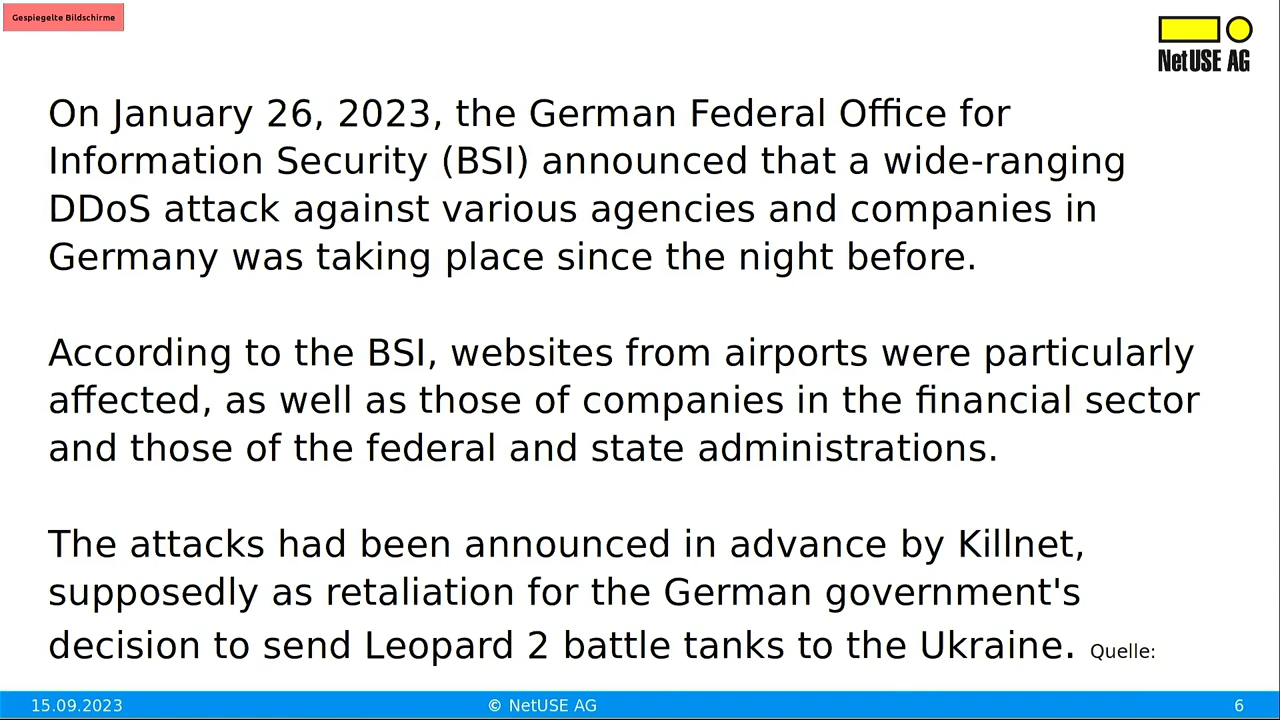 Gespiegelte Bildschirme
NetUSE AG
On January 26, 2023, the German Federal Office for
Information Security (BSI) announced that a wide-ranging
DDoS attack against various agencies and companies in
Germany was taking place since the night before.
According to the BSI, websites from airports were particularly
affected, as well as those of companies in the financial sector
and those of the federal and state administrations.
The attacks had been announced in advance by Killnet,
supposedly as retaliation for the German government's
decision to send Leopard 2 battle tanks to the Ukraine. Quelle:
15.09.2023 © NetUSE AG 6